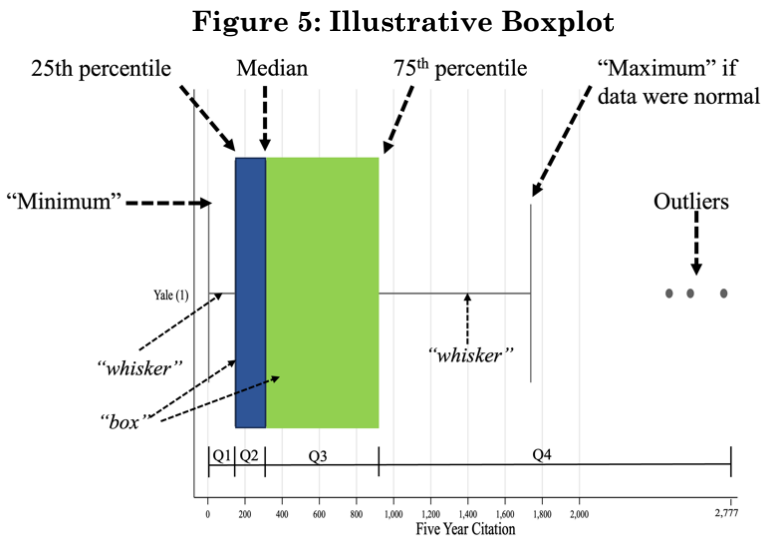 Figure 5: Illustrative Boxplot
25th percentile
Median
75th percentile
“Maximum” if
data were normal
“Minimum”
Outliers
Yale (1)
“whisker”
“whisker”
“box”
Q1 Q2 Q3 Q4
0 200 400 600 800 1,000 1,200 1,400 1,600 1,800 2,000 2,777
Five Year Citation